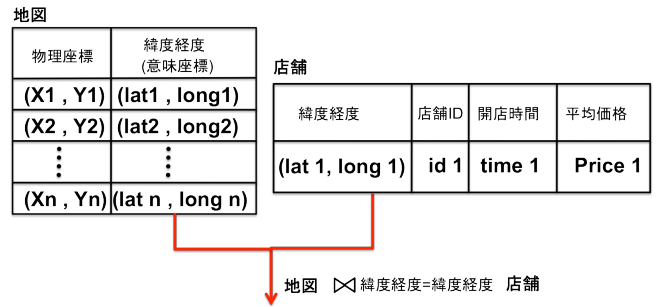 地図
物理座標
緯度経度
(意味座標)
(X1 , Y1)
(lat1 , long1)
(X2 , Y2)
(lat2 , long2)
(Xn , Yn)
(lat n , long n)
店舗
緯度経度
店舗ID
開店時間
平均価格
(lat 1, long 1)
id 1
time 1
Price 1
地図 ⋈ 緯度経度=緯度経度 店舗